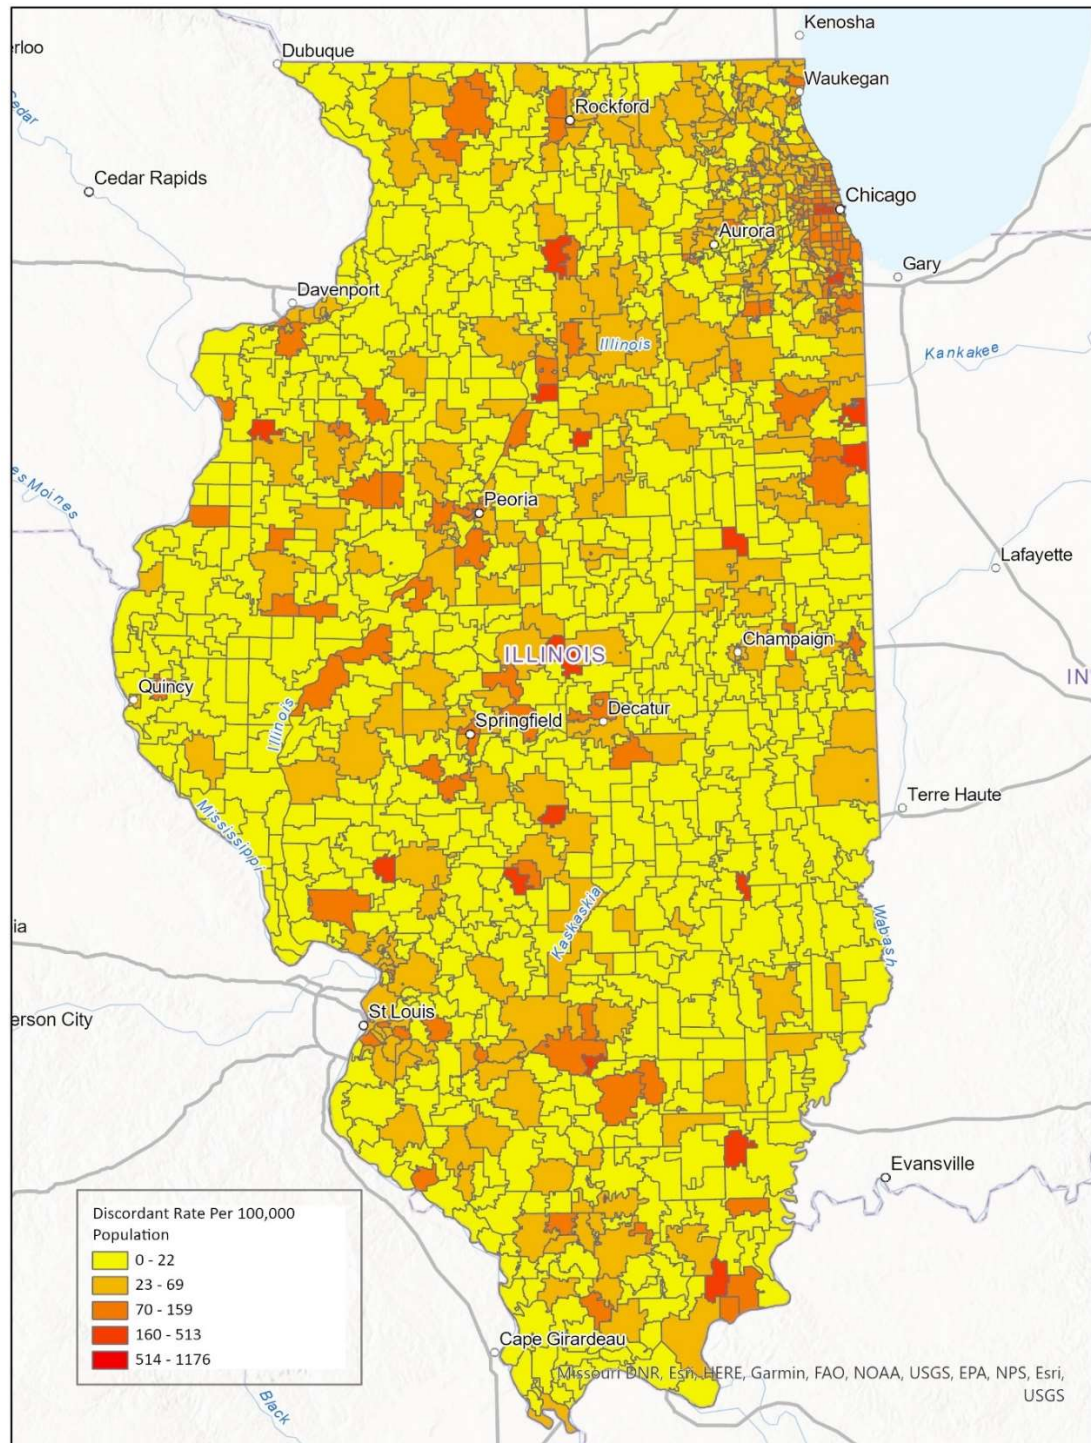 Kenosha
erloo
Dubuque
Waukegan
Cedar
Rockford
Cedar Rapids
Chicago
Aurora
Gary
Davenport
Illinois
Kankakee
es Moines
Peoria
Lafayette
Champaign
ILLINOIS
IN
Quincy
Decatur
Springfield
Illinois
Terre Haute
Mississippi
Kaskaskia
Wabash
ia
St Louis
erson City
Evansville
Discordant Rate Per 100,000
Population
0 - 22
23 - 69
70 - 159
160 - 513
514 - 1176
Cape Girardeau
Missouri DNR, Esri, HERE, Garmin, FAO, NOAA, USGS, EPA, NPS, Esri,
USGS
Black